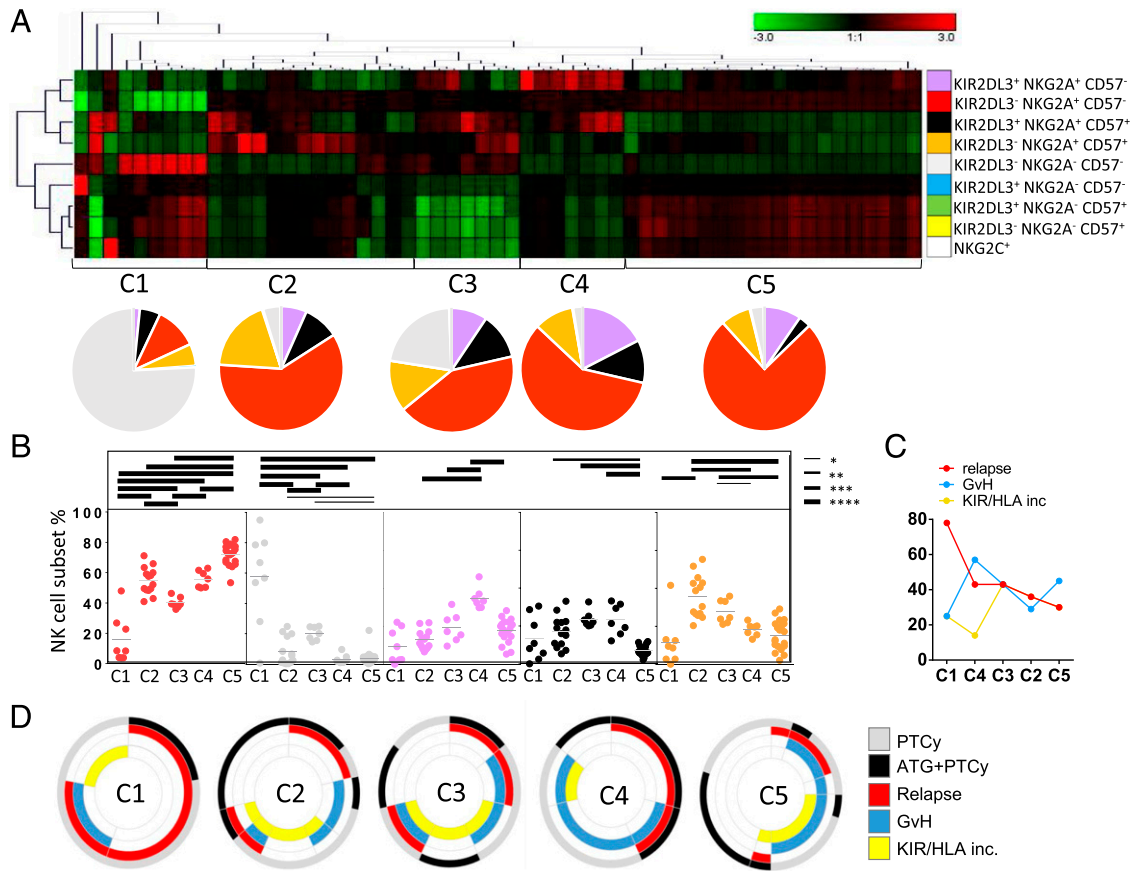 A
-3.0 1:1 3.0
KIR2DL3⁺ NKG2A⁺ CD57⁻
KIR2DL3⁻ NKG2A⁺ CD57⁻
KIR2DL3⁺ NKG2A⁺ CD57⁺
KIR2DL3⁻ NKG2A⁺ CD57⁺
KIR2DL3⁻ NKG2A⁻ CD57⁻
KIR2DL3⁺ NKG2A⁻ CD57⁻
KIR2DL3⁺ NKG2A⁻ CD57⁺
KIR2DL3⁻ NKG2A⁻ CD57⁺
NKG2C⁺
C1 C2 C3 C4 C5
B
*
**
***
****
NK cell subset %
100
80
60
40
20
0
C1 C2 C3 C4 C5 C1 C2 C3 C4 C5 C1 C2 C3 C4 C5 C1 C2 C3 C4 C5 C1 C2 C3 C4 C5
C
relapse
GvH
KIR/HLA inc
80
60
40
20
0
C1 C4 C3 C2 C5
D
C1 C2 C3 C4 C5
PTCy
ATG+PTCy
Relapse
GvH
KIR/HLA inc.